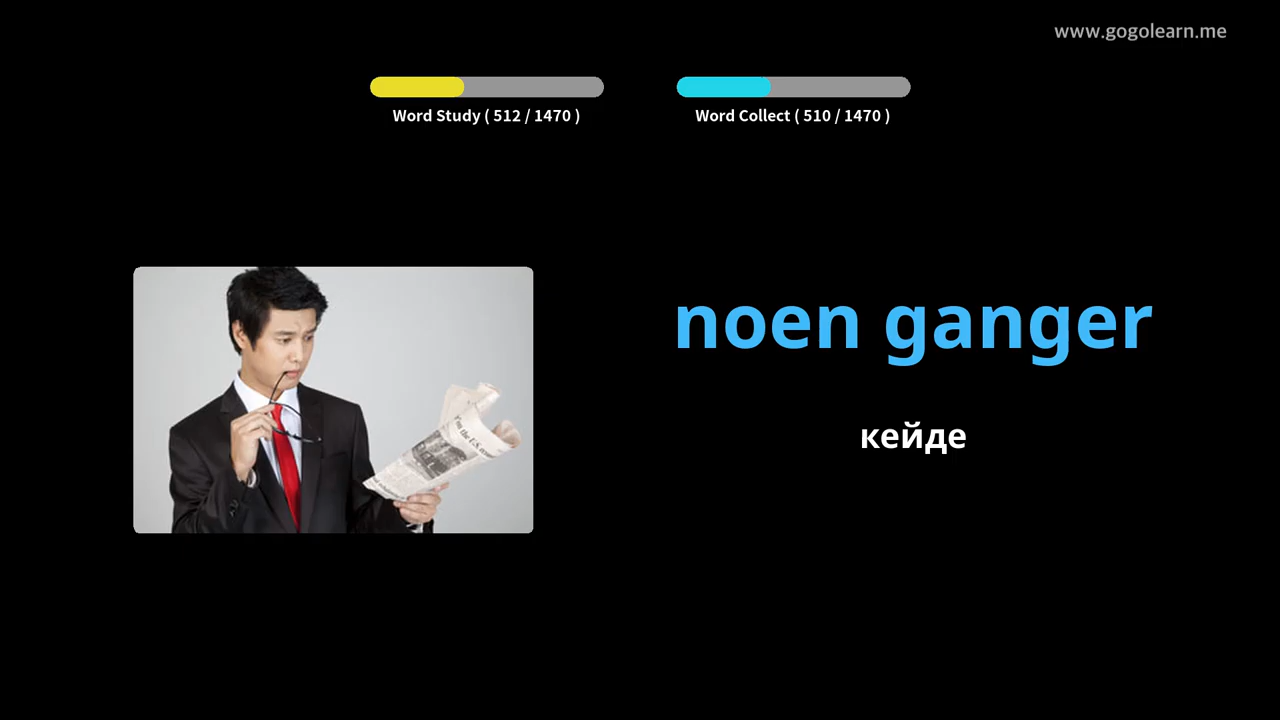 www.gogolearn.me
Word Study ( 512 / 1470 )
Word Collect ( 510 / 1470 )
noen ganger
кейде